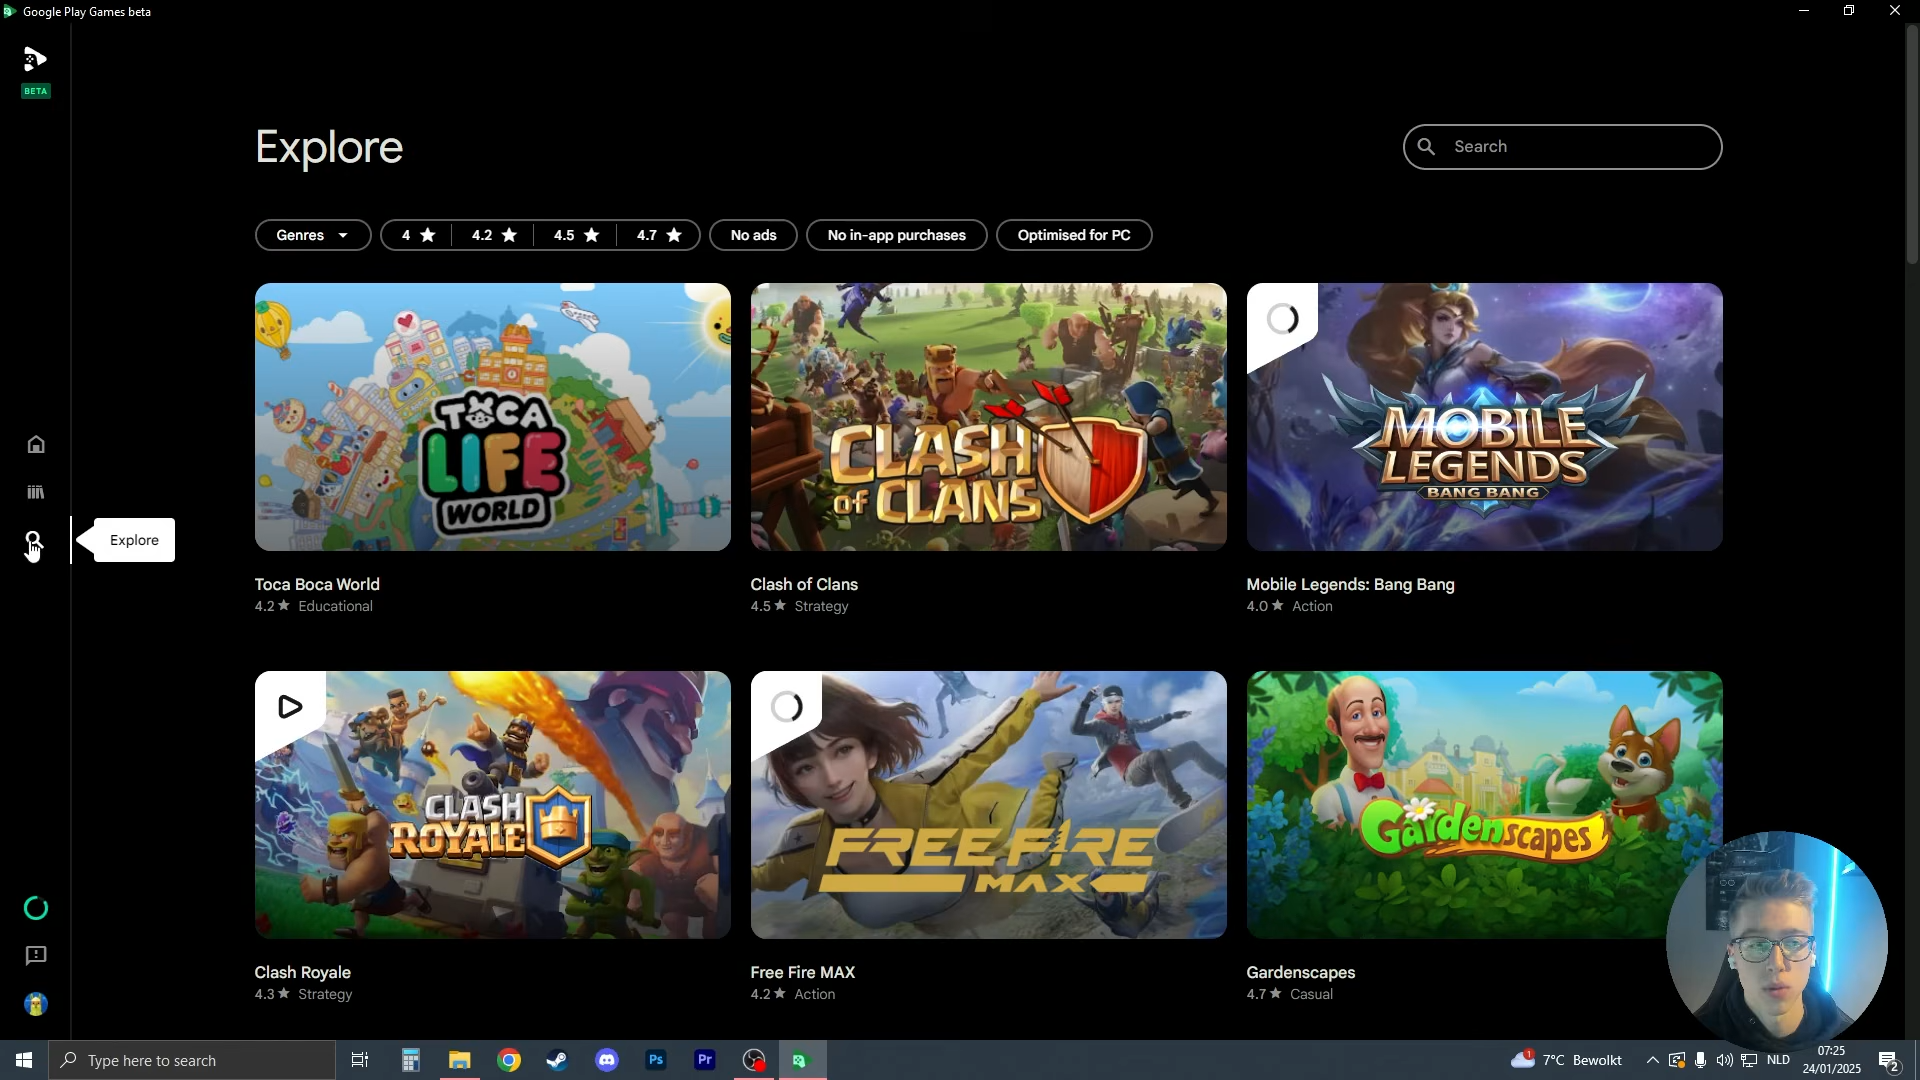 Google Play Games beta
BETA
Explore
Search
Genres
4
4.2
4.5
4.7
No ads
No in-app purchases
Optimised for PC
TOCA
LIFE
WORLD
CLASH
OF CLANS
MOBILE
LEGENDS
BANG BANG
Explore
Toca Boca World
4.2 ★ Educational
Clash of Clans
4.5 ★ Strategy
Mobile Legends: Bang Bang
4.0 ★ Action
CLASH
ROYALE
FREE FIRE
MAX
Gardenscapes
Clash Royale
4.3 ★ Strategy
Free Fire MAX
4.2 ★ Action
Gardenscapes
4.7 ★ Casual
Type here to search
Ps
Pr
1
7°C Bewolkt
NLD
07:25
24/01/2025
2